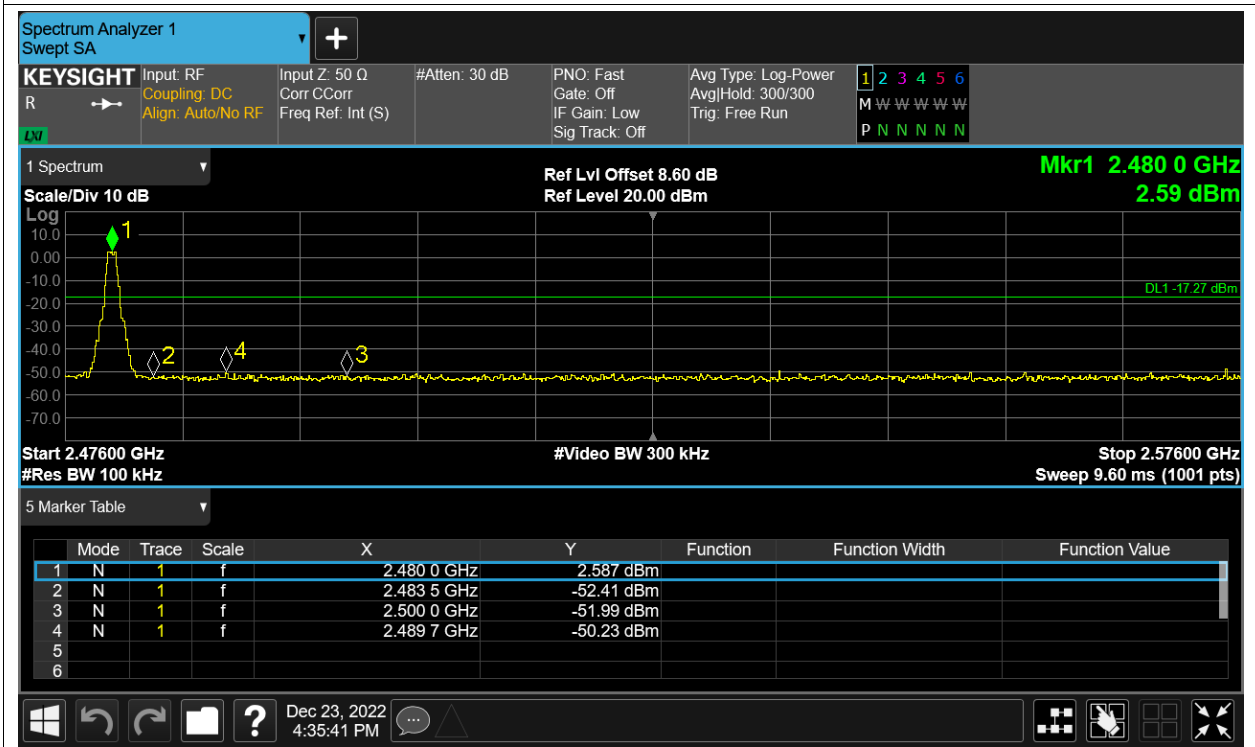 Spectrum Analyzer 1
Swept SA
+
KEYSIGHT Input: RF Input Z: 50 Ω #Atten: 30 dB PNO: Fast Avg Type: Log-Power 1 2 3 4 5 6
R Coupling: DC Corr CCorr Gate: Off Avg|Hold: 300/300 M W W W W W
Align: Auto/No RF Freq Ref: Int (S) IF Gain: Low Trig: Free Run
LXI Sig Track: Off P N N N N N
1 Spectrum Ref Lvl Offset 8.60 dB Mkr1 2.480 0 GHz
Scale/Div 10 dB Ref Level 20.00 dBm 2.59 dBm
Log
1
10.0
0.00
-10.0
DL1 -17.27 dBm
-20.0
-30.0
-40.0
2 4 3
-50.0
-60.0
-70.0
Start 2.47600 GHz #Video BW 300 kHz Stop 2.57600 GHz
#Res BW 100 kHz Sweep 9.60 ms (1001 pts)
5 Marker Table
Mode Trace Scale X Y Function Function Width Function Value
1 N 1 f 2.480 0 GHz 2.587 dBm
2 N 1 f 2.483 5 GHz -52.41 dBm
3 N 1 f 2.500 0 GHz -51.99 dBm
4 N 1 f 2.489 7 GHz -50.23 dBm
5
6
? Dec 23, 2022
4:35:41 PM